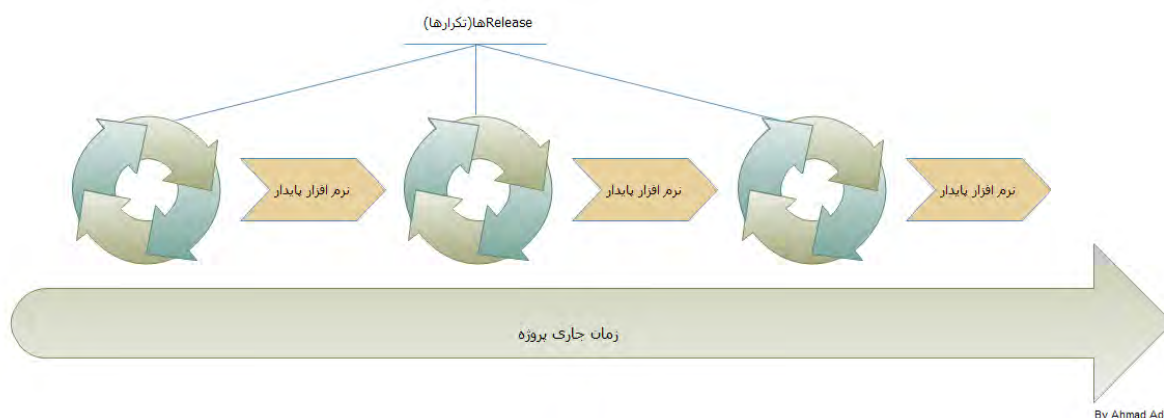 Releaseها(تکرارها)
نرم افزار پایدار
نرم افزار پایدار
نرم افزار پایدار
زمان جاری پروژه
By Ahmad Ad